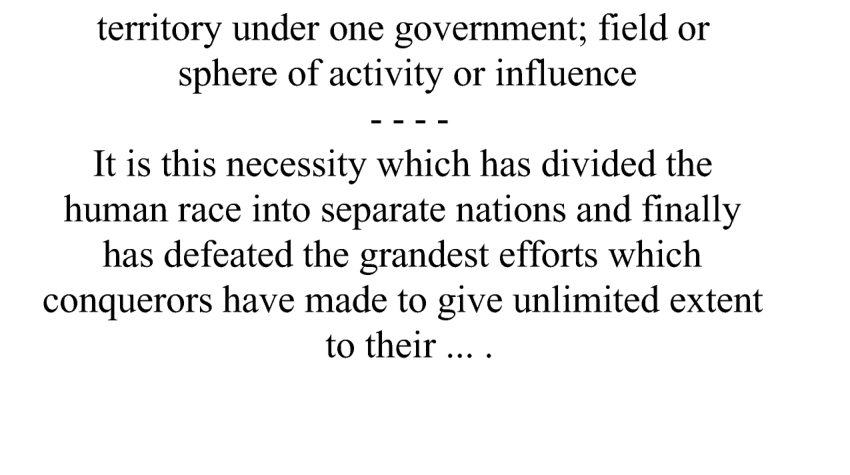 territory under one government; field or
sphere of activity or influence
- - - -
It is this necessity which has divided the
human race into separate nations and finally
has defeated the grandest efforts which
conquerors have made to give unlimited extent
to their ... .